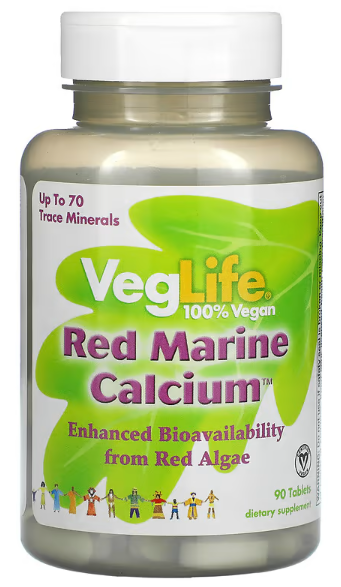 Up To 70
Trace Minerals
VegLife®
100% Vegan
Red Marine
Calcium™
Enhanced Bioavailability
from Red Algae
90 Tablets
dietary supplement